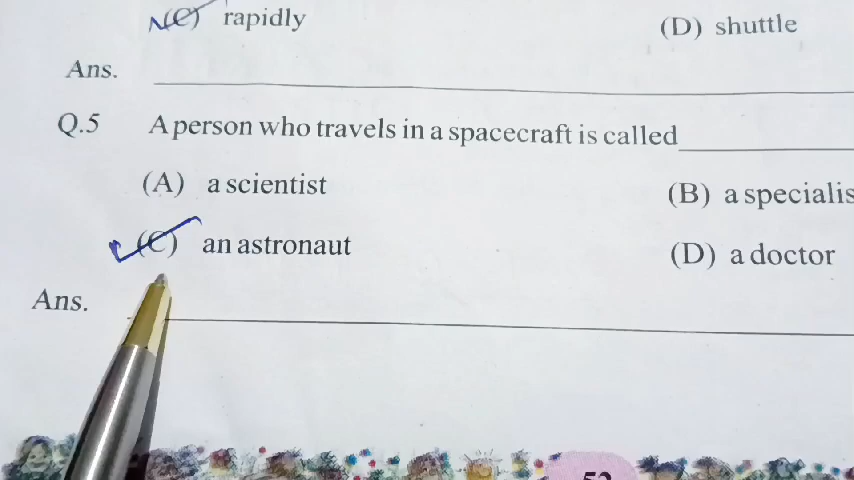 (C) rapidly (D) shuttle
Ans.
Q.5 A person who travels in a spacecraft is called
(A) a scientist (B) a specialis
(C) an astronaut (D) a doctor
Ans.